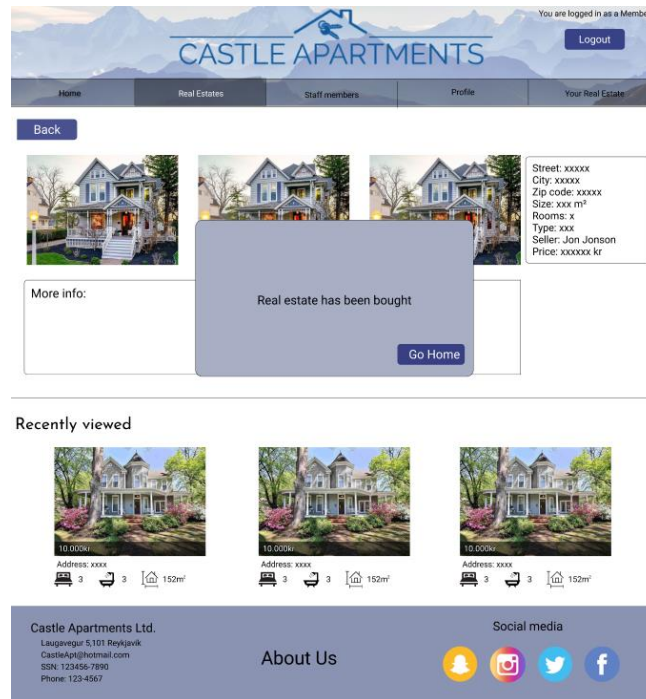 You are logged in as a Membe
Logout
CASTLE APARTMENTS
Home
Real Estates
Staff members
Profile
Your Real Estate
Back
Street: xxxxx
City: xxxxx
Zip code: xxxxx
Size: xxx m²
Rooms: x
Type: xxx
Seller: Jon Jonson
Price: xxxxxx kr
More info:
Real estate has been bought
Go Home
Recently viewed
10.000kr
10.000kr
10.000kr
Address: xxxx
Address: xxxx
Address: xxxx
3 3 152m²
3 3 152m²
3 3 152m²
Castle Apartments Ltd.
Laugavegur 5,101 Reykjavik
CastleApt@hotmail.com
SSN: 123456-7890
Phone: 123-4567
About Us
Social media